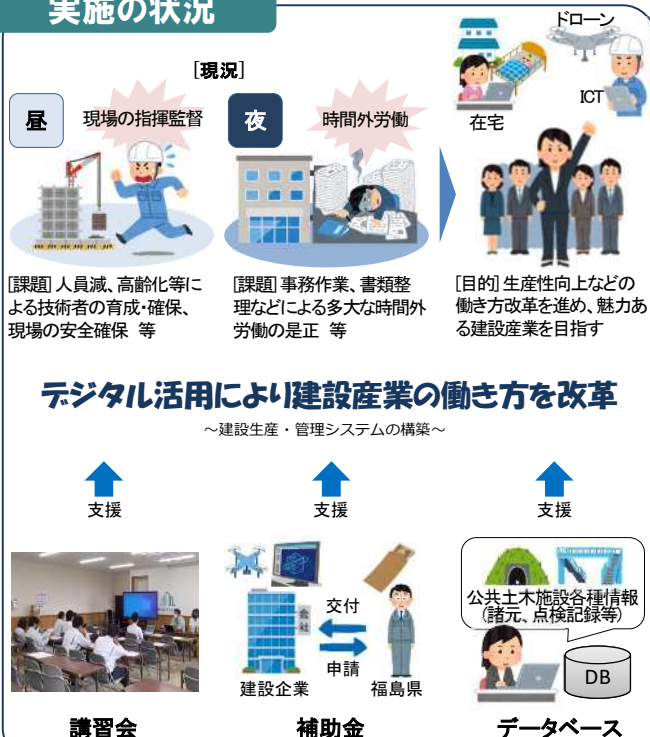 実施の状況
[現況]
昼
現場の指揮監督
夜
時間外労働
ドローン
ICT
在宅
[課題] 人員減、高齢化等に
よる技術者の育成・確保、
現場の安全確保 等
[課題] 事務作業、書類整
理などによる多大な時間外
労働の是正 等
[目的] 生産性向上などの
働き方改革を進め、魅力あ
る建設産業を目指す
デジタル活用により建設産業の働き方を改革
～建設生産・管理システムの構築～
支援
支援
支援
講習会
会社
交付
申請
建設企業
福島県
補助金
公共土木施設各種情報
（諸元、点検記録等）
DB
データベース